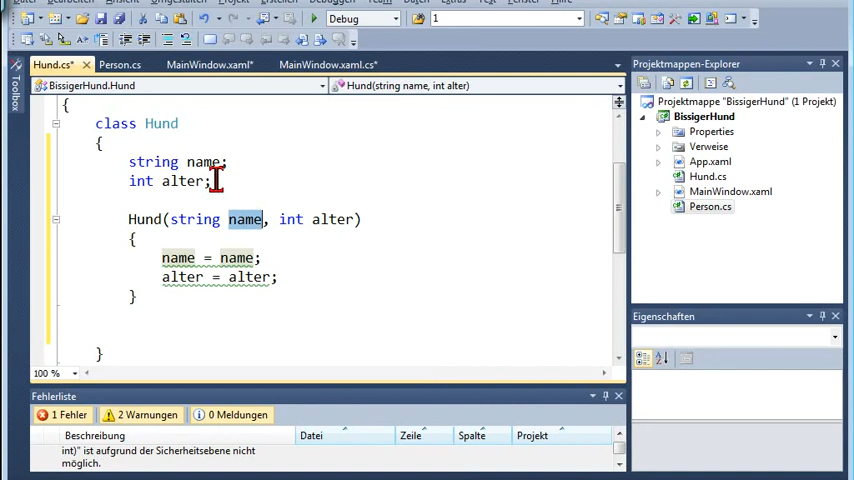 Debug
1
Hund.cs*
Person.cs
MainWindow.xaml*
MainWindow.xaml.cs*
Projektmappen-Explorer
Toolbox
BissigerHund.Hund
Hund(string name, int alter)
Projektmappe "BissigerHund" (1 Projekt)
BissigerHund
Properties
Verweise
App.xaml
Hund.cs
MainWindow.xaml
Person.cs
{
class Hund
{
string name;
int alter;
Hund(string name, int alter)
{
name = name;
alter = alter;
}
}
Eigenschaften
100 %
Fehlerliste
1 Fehler
2 Warnungen
0 Meldungen
Beschreibung
Datei
Zeile
Spalte
Projekt
int)" ist aufgrund der Sicherheitsebene nicht
möglich.